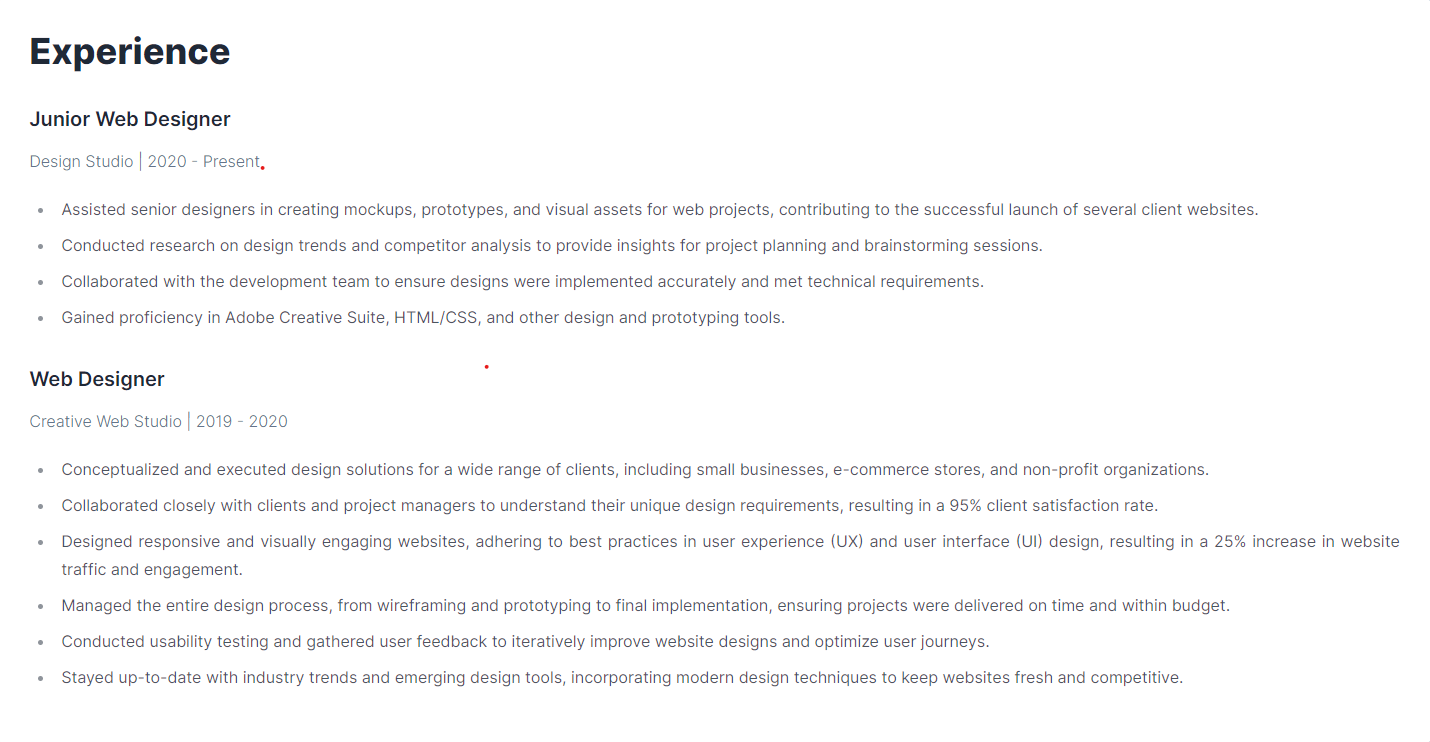 Experience
Junior Web Designer
Design Studio | 2020 - Present
Assisted senior designers in creating mockups, prototypes, and visual assets for web projects, contributing to the successful launch of several client websites.
Conducted research on design trends and competitor analysis to provide insights for project planning and brainstorming sessions.
Collaborated with the development team to ensure designs were implemented accurately and met technical requirements.
Gained proficiency in Adobe Creative Suite, HTML/CSS, and other design and prototyping tools.
Web Designer
Creative Web Studio | 2019 - 2020
Conceptualized and executed design solutions for a wide range of clients, including small businesses, e-commerce stores, and non-profit organizations.
Collaborated closely with clients and project managers to understand their unique design requirements, resulting in a 95% client satisfaction rate.
Designed responsive and visually engaging websites, adhering to best practices in user experience (UX) and user interface (UI) design, resulting in a 25% increase in website
traffic and engagement.
Managed the entire design process, from wireframing and prototyping to final implementation, ensuring projects were delivered on time and within budget.
Conducted usability testing and gathered user feedback to iteratively improve website designs and optimize user journeys.
Stayed up-to-date with industry trends and emerging design tools, incorporating modern design techniques to keep websites fresh and competitive.